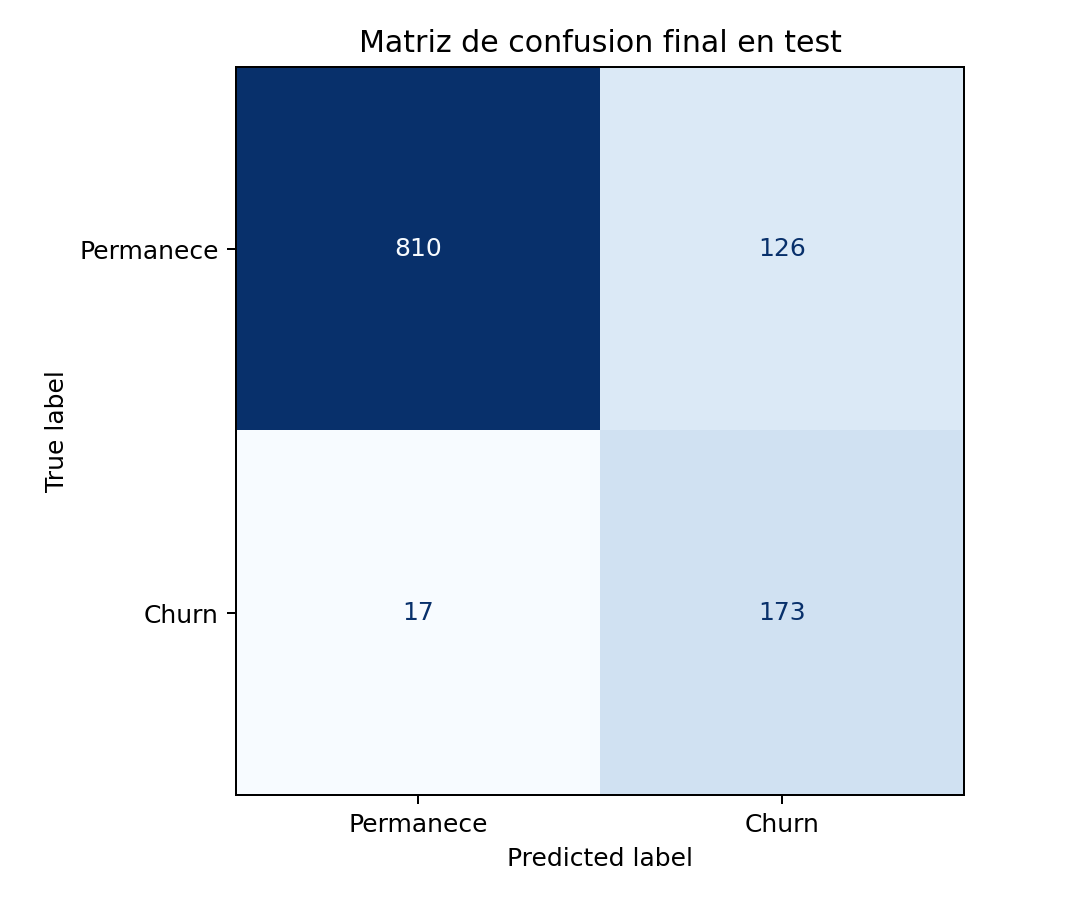 Matriz de confusion final en test
True label
Permanece
810
126
Churn
17
173
Permanece
Churn
Predicted label